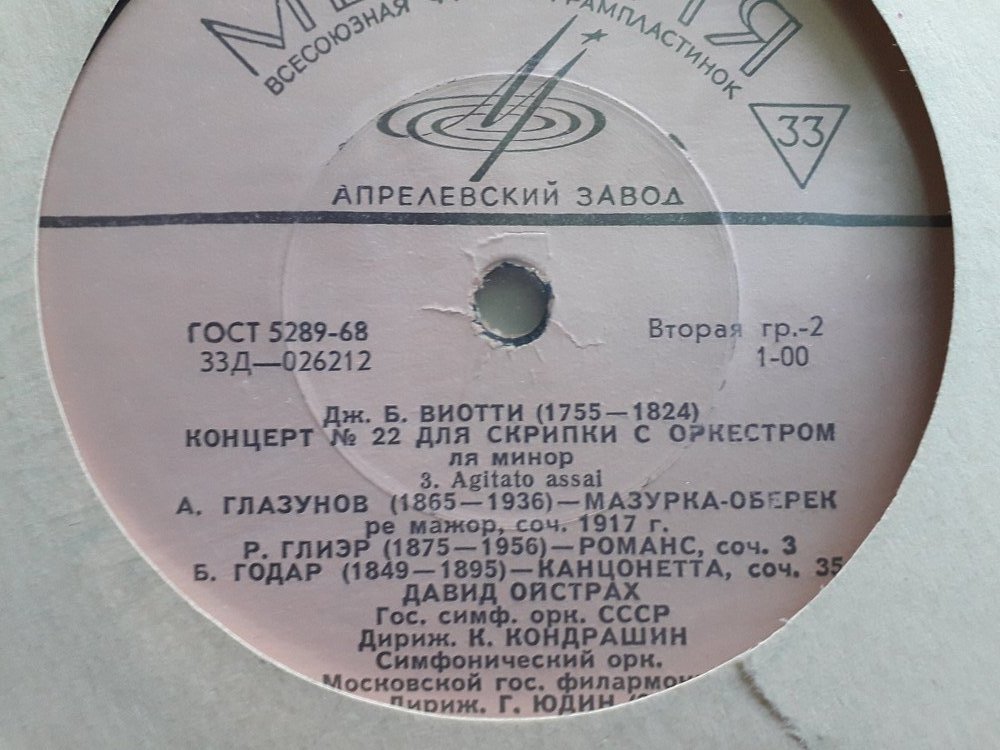 ВСЕСОЮЗНАЯ ГРАМПЛАСТИНОК
33
АПРЕЛЕВСКИЙ ЗАВОД
ГОСТ 5289-68
Вторая гр.-2
33Д—026212
1-00
Дж. Б. ВИОТТИ (1755—1824)
КОНЦЕРТ № 22 ДЛЯ СКРИПКИ С ОРКЕСТРОМ
ля минор
3. Agitato assai
А. ГЛАЗУНОВ (1865—1936)—МАЗУРКА-ОБЕРЕК
ре мажор, соч. 1917 г.
Р. ГЛИЭР (1875—1956)—РОМАНС, соч. 3
Б. ГОДАР (1849—1895)—КАНЦОНЕТТА, соч. 35
ДАВИД ОЙСТРАХ
Гос. симф. орк. СССР
Дириж. К. КОНДРАШИН
Симфонический орк.
Московской гос. филармон
Дириж. Г. ЮДИН